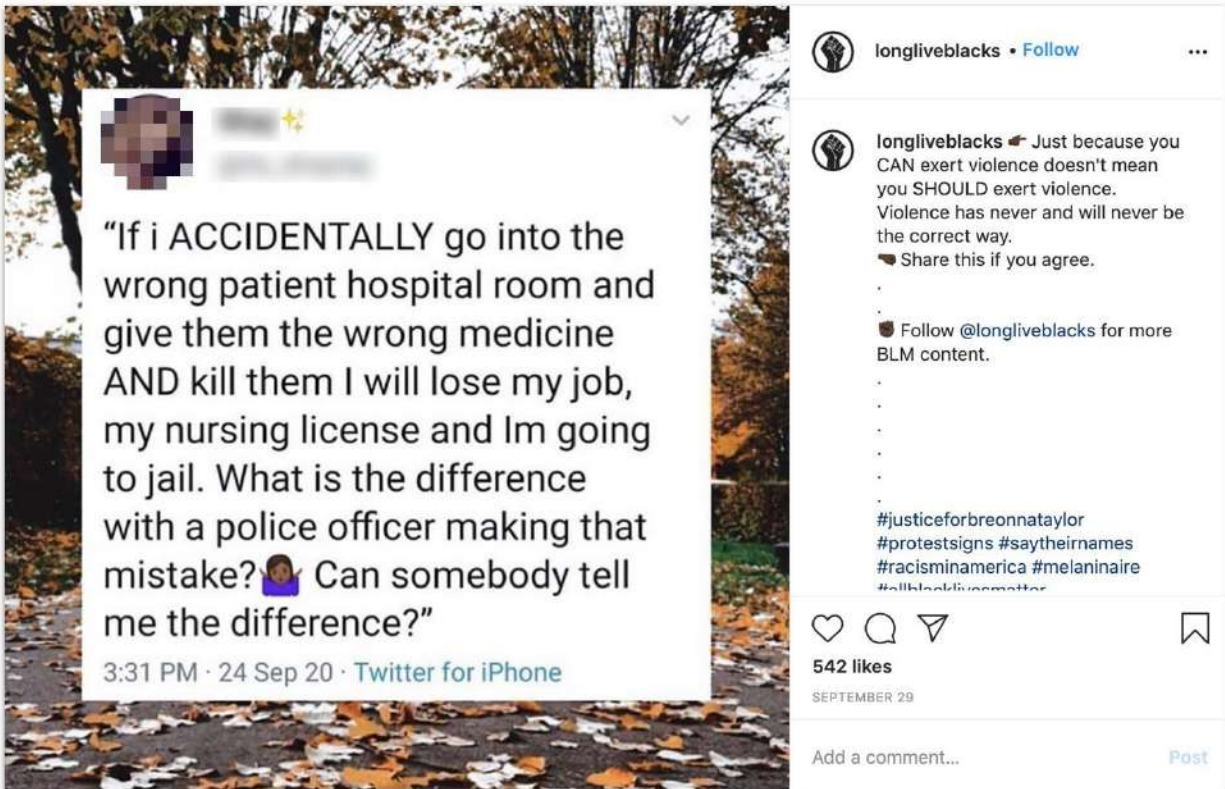 “If i ACCIDENTALLY go into the
wrong patient hospital room and
give them the wrong medicine
AND kill them I will lose my job,
my nursing license and Im going
to jail. What is the difference
with a police officer making that
mistake?🤷🏾‍♀️ Can somebody tell
me the difference?”
3:31 PM · 24 Sep 20 · Twitter for iPhone
longliveblacks • Follow
longliveblacks 👉🏿 Just because you
CAN exert violence doesn't mean
you SHOULD exert violence.
Violence has never and will never be
the correct way.
🤜🏿 Share this if you agree.
.
.
✊🏿 Follow @longliveblacks for more
BLM content.
.
.
.
.
.
.
#justiceforbreonnataylor
#protestsigns #saytheirnames
#racisminamerica #melaninaire
#allblacklivesmatter
542 likes
SEPTEMBER 29
Add a comment...
Post